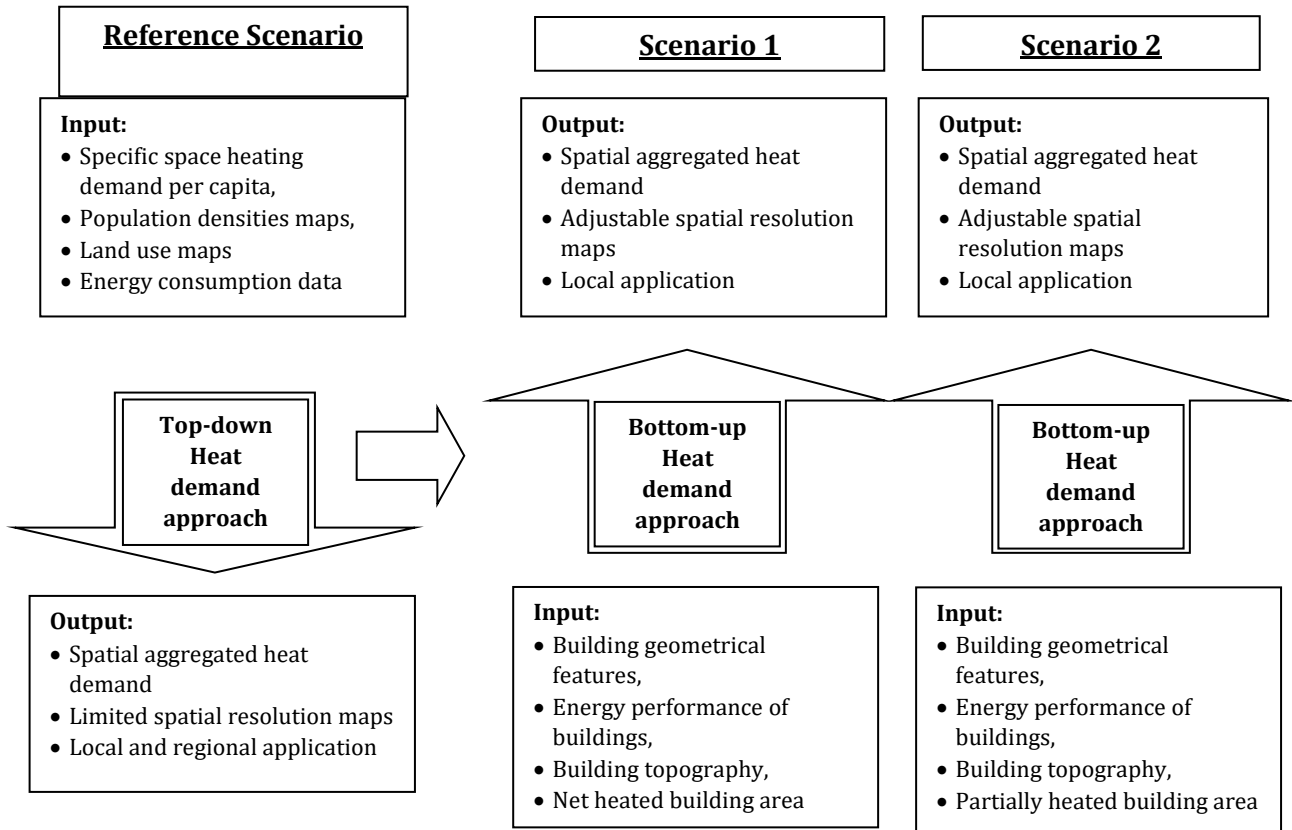 Reference Scenario
Input:
• Specific space heating
demand per capita,
• Population densities maps,
• Land use maps
• Energy consumption data
Top-down
Heat
demand
approach
Output:
• Spatial aggregated heat
demand
• Limited spatial resolution maps
• Local and regional application
Scenario 1
Output:
• Spatial aggregated heat
demand
• Adjustable spatial resolution
maps
• Local application
Bottom-up
Heat
demand
approach
Input:
• Building geometrical
features,
• Energy performance of
buildings,
• Building topography,
• Net heated building area
Scenario 2
Output:
• Spatial aggregated heat
demand
• Adjustable spatial
resolution maps
• Local application
Bottom-up
Heat
demand
approach
Input:
• Building geometrical
features,
• Energy performance of
buildings,
• Building topography,
• Partially heated building area